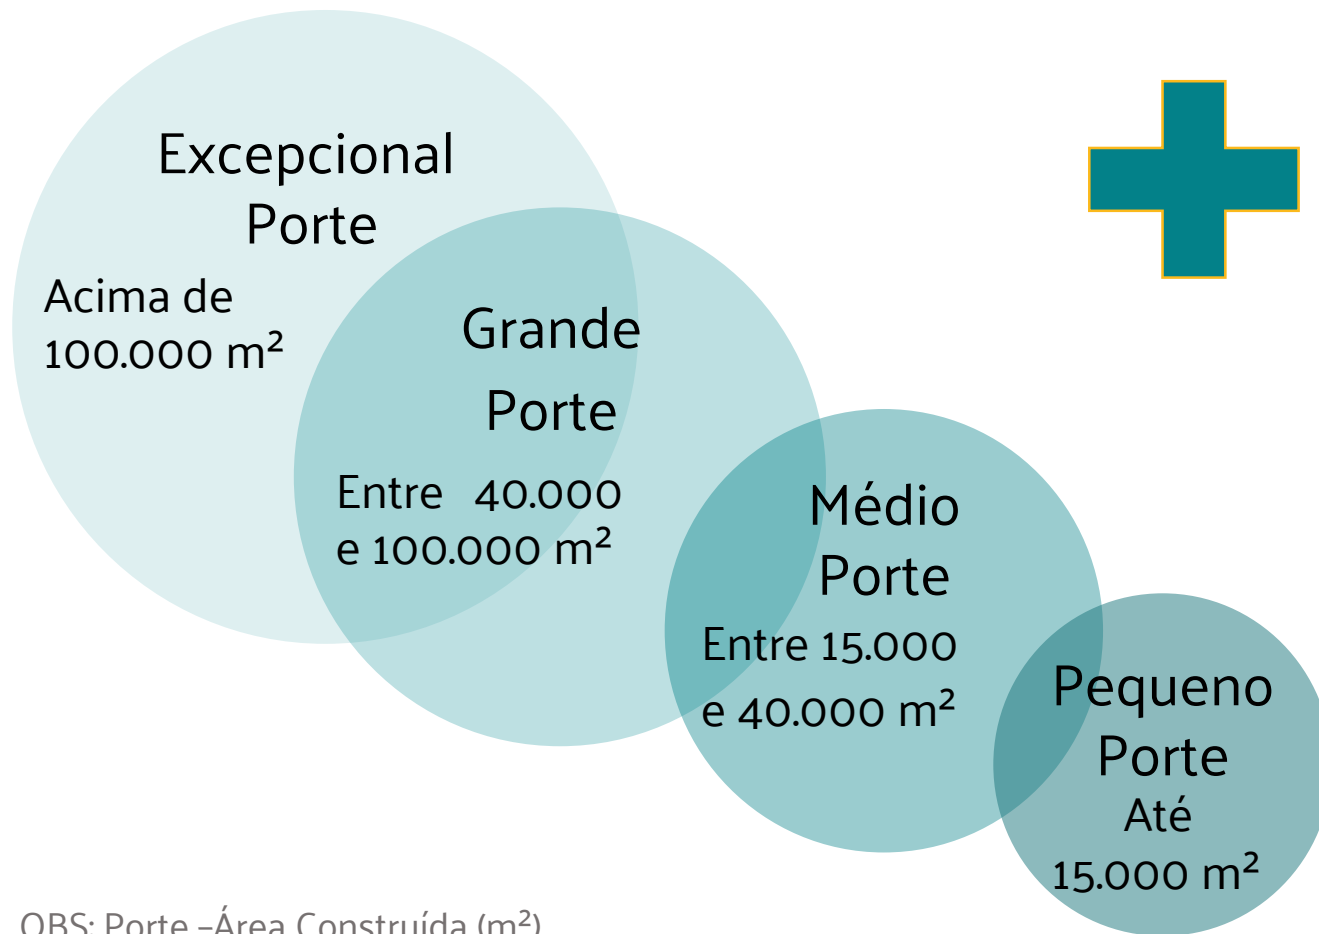 Excepcional
Porte
Acima de
100.000 m²
Grande
Porte
Entre 40.000
e 100.000 m²
Médio
Porte
Entre 15.000
e 40.000 m²
Pequeno
Porte
Até
15.000 m²
OBS: Porte –Área Construída (m²)